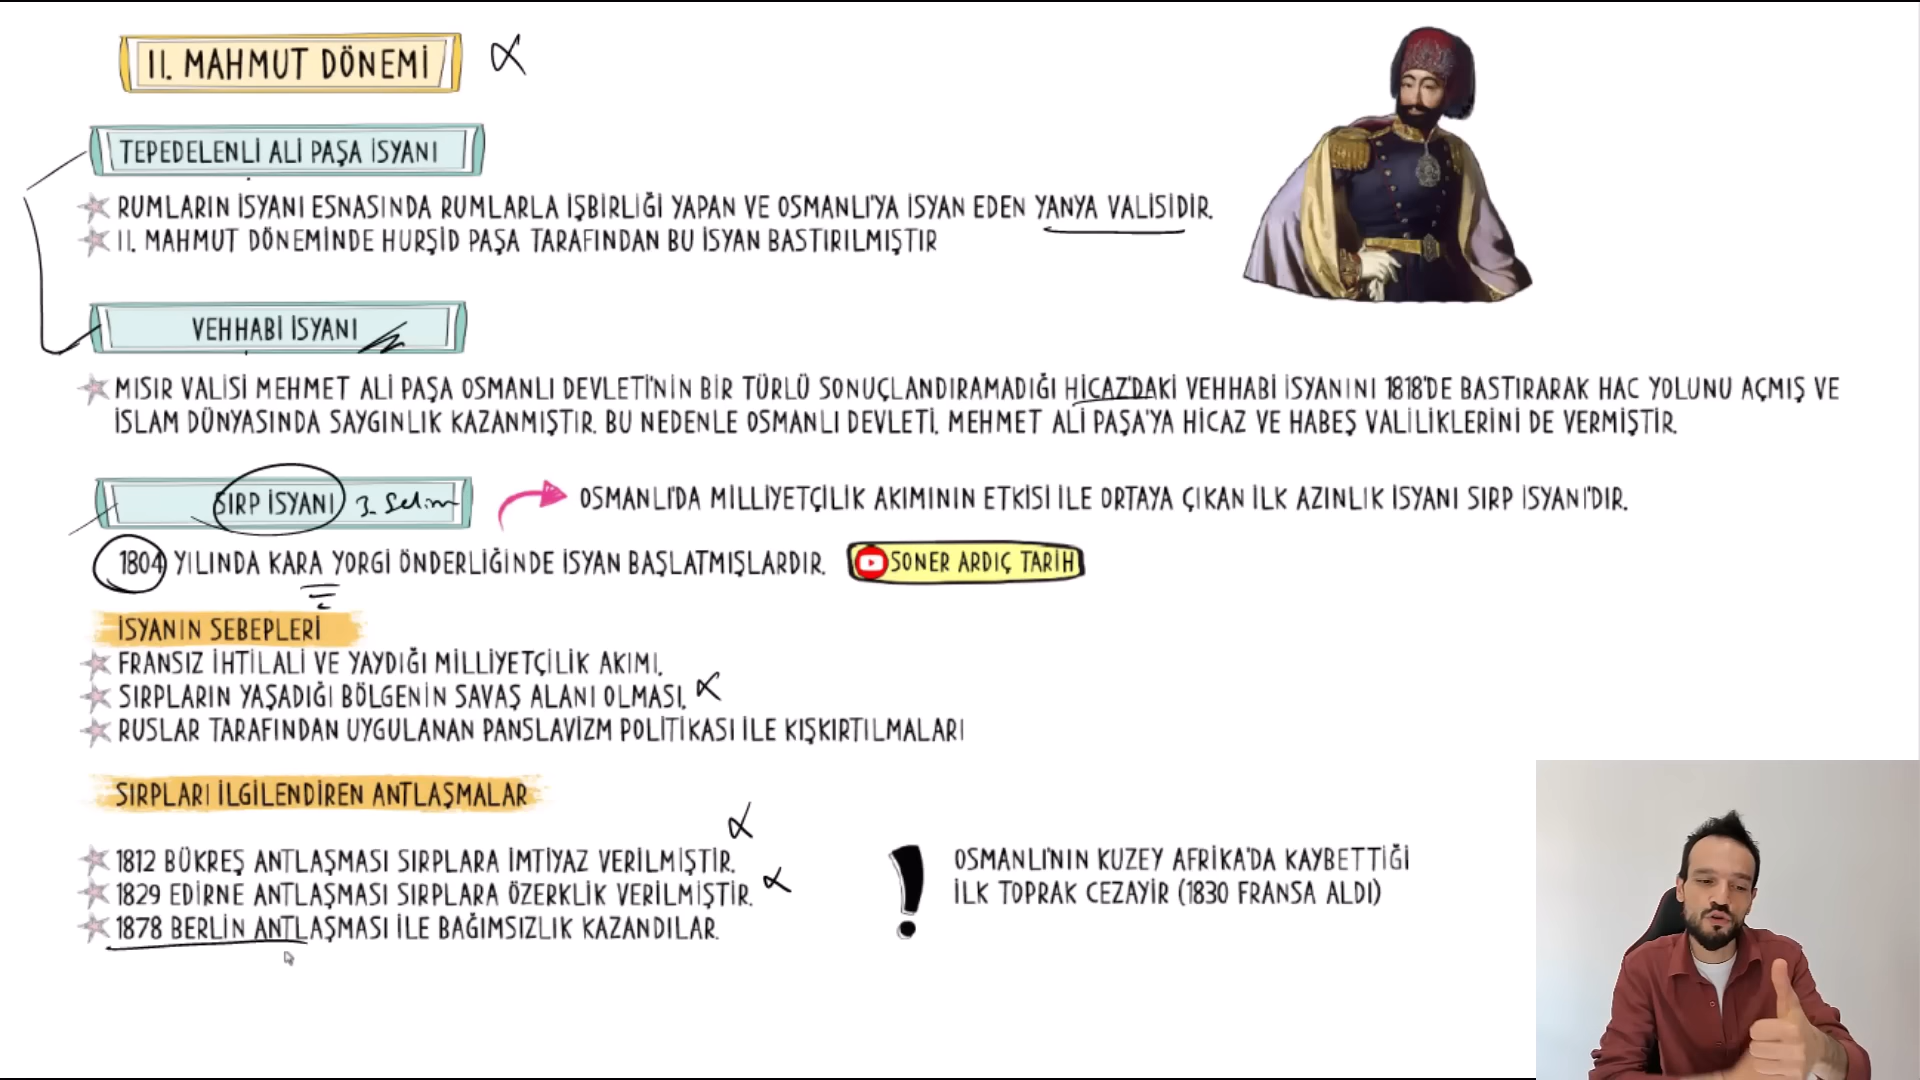 II. MAHMUT DÖNEMİ
TEPEDELENLİ ALİ PAŞA İSYANI
RUMLARIN İSYANI ESNASINDA RUMLARLA İŞBİRLİĞİ YAPAN VE OSMANLI'YA İSYAN EDEN YANYA VALİSİDİR.
II. MAHMUT DÖNEMİNDE HURŞİD PAŞA TARAFINDAN BU İSYAN BASTIRILMIŞTIR
VEHHABİ İSYANI
MISIR VALİSİ MEHMET ALİ PAŞA OSMANLI DEVLETİ'NİN BİR TÜRLÜ SONUÇLANDIRAMADIĞI HİCAZ'DAKİ VEHHABİ İSYANINI 1818'DE BASTIRARAK HAC YOLUNU AÇMIŞ VE
İSLAM DÜNYASINDA SAYGINLIK KAZANMIŞTIR. BU NEDENLE OSMANLI DEVLETİ, MEHMET ALİ PAŞA'YA HİCAZ VE HABEŞ VALİLİKLERİNİ DE VERMİŞTİR.
SIRP İSYANI 3. Selim
OSMANLI'DA MİLLİYETÇİLİK AKIMININ ETKİSİ İLE ORTAYA ÇIKAN İLK AZINLIK İSYANI SIRP İSYANI'DIR.
1804 YILINDA KARA YORGİ ÖNDERLİĞİNDE İSYAN BAŞLATMIŞLARDIR.
SONER ARDIÇ TARİH
İSYANIN SEBEPLERİ
FRANSIZ İHTİLALİ VE YAYDIĞI MİLLİYETÇİLİK AKIMI,
SIRPLARIN YAŞADIĞI BÖLGENİN SAVAŞ ALANI OLMASI,
RUSLAR TARAFINDAN UYGULANAN PANSLAVİZM POLİTİKASI İLE KIŞKIRTILMALARI
SIRPLARI İLGİLENDİREN ANTLAŞMALAR
1812 BÜKREŞ ANTLAŞMASI SIRPLARA İMTİYAZ VERİLMİŞTİR.
1829 EDİRNE ANTLAŞMASI SIRPLARA ÖZERKLİK VERİLMİŞTİR.
1878 BERLİN ANTLAŞMASI İLE BAĞIMSIZLIK KAZANDILAR.
OSMANLI'NIN KUZEY AFRİKA'DA KAYBETTİĞİ
İLK TOPRAK CEZAYİR (1830 FRANSA ALDI)